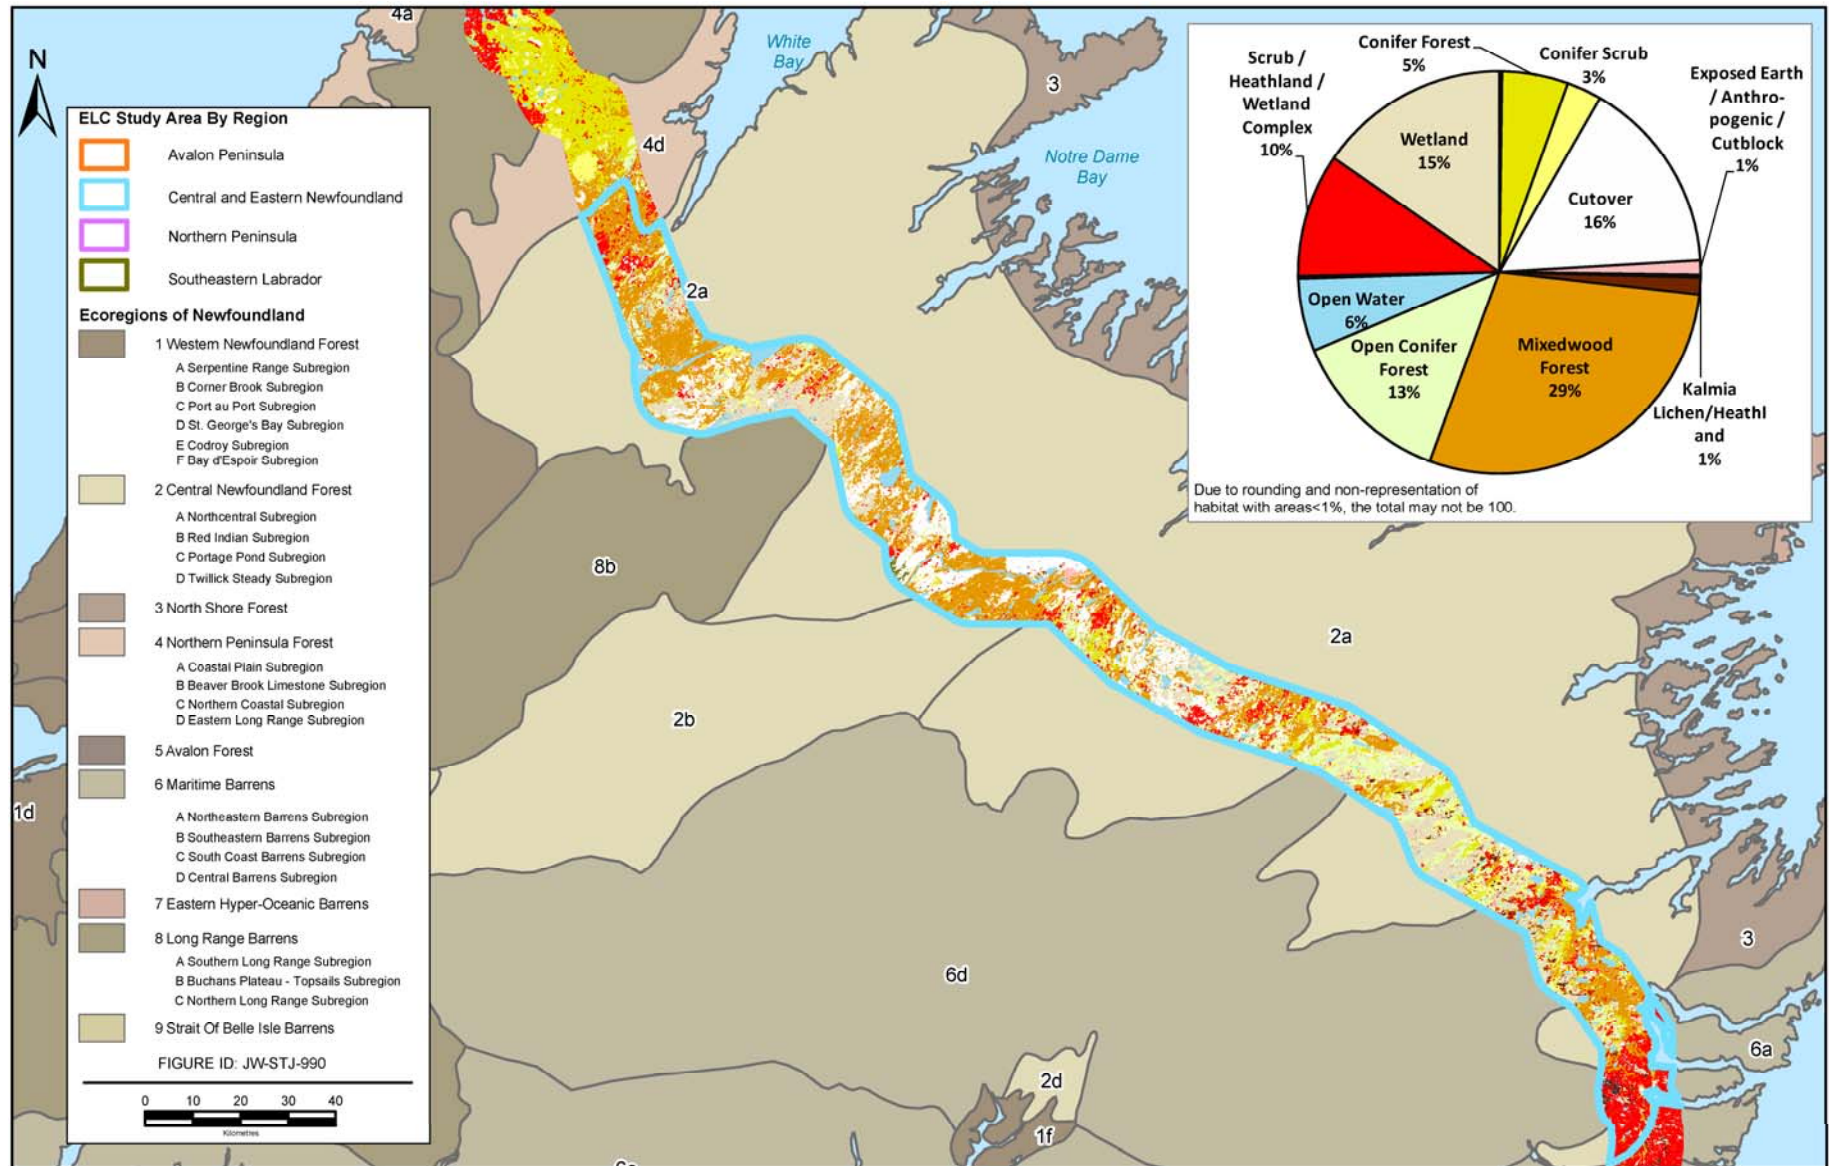 4a
White
Bay
N
3
4d
Notre Dame
Bay
2a
8b
2a
2b
1d
6d
3
6a
2d
1f
ELC Study Area By Region
Avalon Peninsula
Central and Eastern Newfoundland
Northern Peninsula
Southeastern Labrador
Ecoregions of Newfoundland
1 Western Newfoundland Forest
A Serpentine Range Subregion
B Corner Brook Subregion
C Port au Port Subregion
D St. George's Bay Subregion
E Codroy Subregion
F Bay d'Espoir Subregion
2 Central Newfoundland Forest
A Northcentral Subregion
B Red Indian Subregion
C Portage Pond Subregion
D Twillick Steady Subregion
3 North Shore Forest
4 Northern Peninsula Forest
A Coastal Plain Subregion
B Beaver Brook Limestone Subregion
C Northern Coastal Subregion
D Eastern Long Range Subregion
5 Avalon Forest
6 Maritime Barrens
A Northeastern Barrens Subregion
B Southeastern Barrens Subregion
C South Coast Barrens Subregion
D Central Barrens Subregion
7 Eastern Hyper-Oceanic Barrens
8 Long Range Barrens
A Southern Long Range Subregion
B Buchans Plateau - Topsails Subregion
C Northern Long Range Subregion
9 Strait Of Belle Isle Barrens
FIGURE ID: JW-STJ-990
0 10 20 30 40
Kilometres
Scrub /
Heathland /
Wetland
Complex
10%
Conifer Forest
5%
Conifer Scrub
3%
Exposed Earth
/ Anthro-
pogenic /
Cutblock
1%
Wetland
15%
Cutover
16%
Open Water
6%
Open Conifer
Forest
13%
Mixedwood
Forest
29%
Kalmia
Lichen/Heathl
and
1%
Due to rounding and non-representation of
habitat with areas<1%, the total may not be 100.